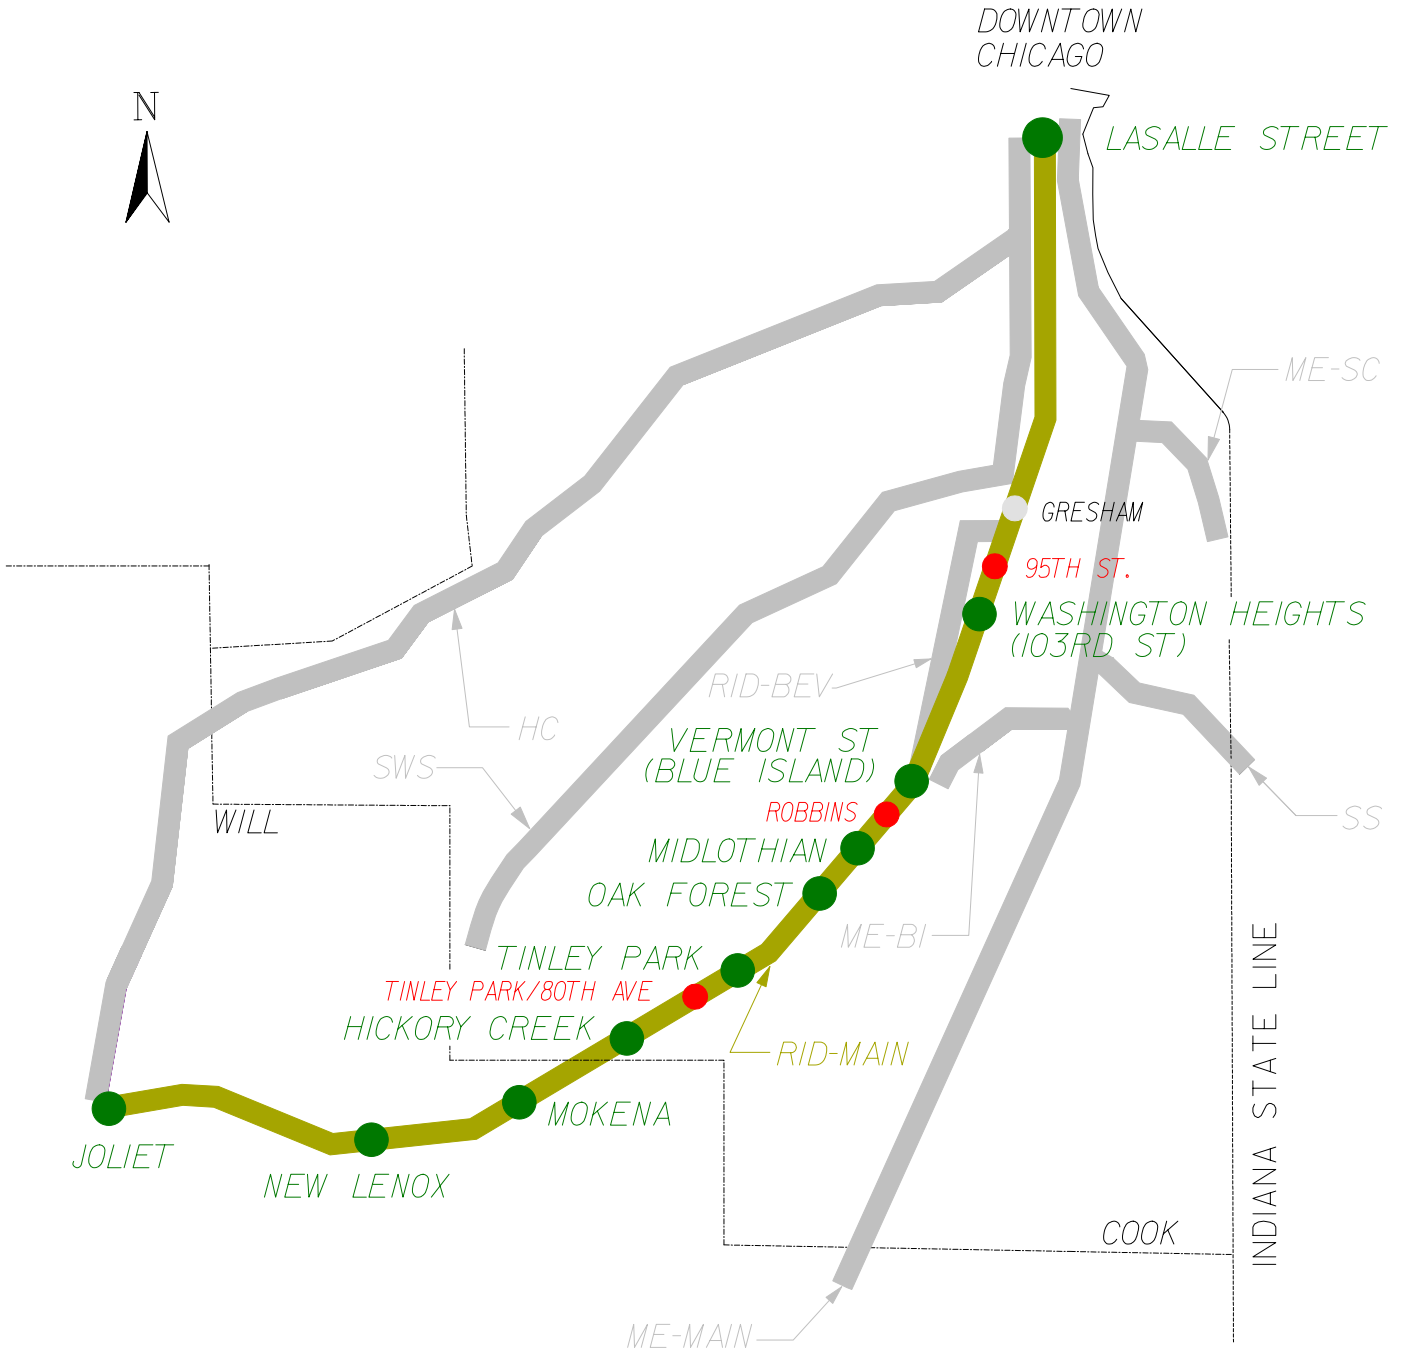 DOWNTOWN
CHICAGO
N
LASALLE STREET
ME-SC
GRESHAM
95TH ST.
WASHINGTON HEIGHTS
(103RD ST)
RID-BEV
HC
VERMONT ST
(BLUE ISLAND)
SWS
ROBBINS
SS
WILL
MIDLOTHIAN
OAK FOREST
ME-BI
TINLEY PARK
TINLEY PARK/80TH AVE
HICKORY CREEK
RID-MAIN
MOKENA
INDIANA STATE LINE
JOLIET
NEW LENOX
COOK
ME-MAIN